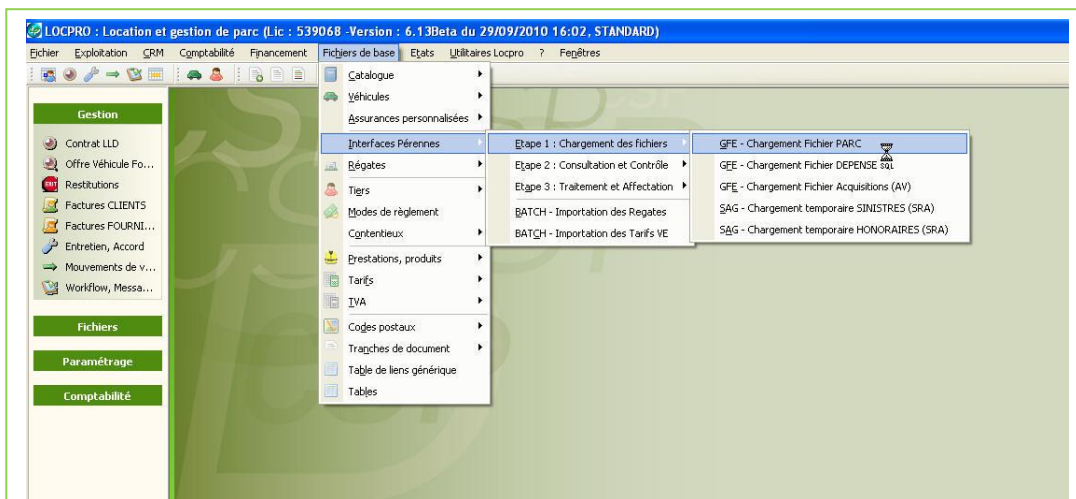 LOCPRO : Location et gestion de parc (Lic : 539068 -Version : 6.13Beta du 29/09/2010 16:02, STANDARD)
Fichier Exploitation CRM Comptabilité Financement Fichiers de base Etats Utilitaires Locpro ? Fenêtres
Gestion
Contrat LLD
Offre Véhicule Fo...
Restitutions
Factures CLIENTS
Factures FOURNI...
Entretien, Accord
Mouvements de v...
Workflow, Messa...
Fichiers
Paramétrage
Comptabilité
Catalogue
Véhicules
Assurances personnalisées
Interfaces Pérennes
Régates
Tiers
Modes de règlement
Contentieux
Prestations, produits
Tarifs
TVA
Codes postaux
Tranches de document
Table de liens générique
Tables
Etape 1 : Chargement des fichiers
Etape 2 : Consultation et Contrôle
Etape 3 : Traitement et Affectation
BATCH - Importation des Regates
BATCH - Importation des Tarifs VE
GFE - Chargement Fichier PARC
GFE - Chargement Fichier DEPENSE
SQL
GFE - Chargement Fichier Acquisitions (AV)
SAG - Chargement temporaire SINISTRES (SRA)
SAG - Chargement temporaire HONORAIRES (SRA)